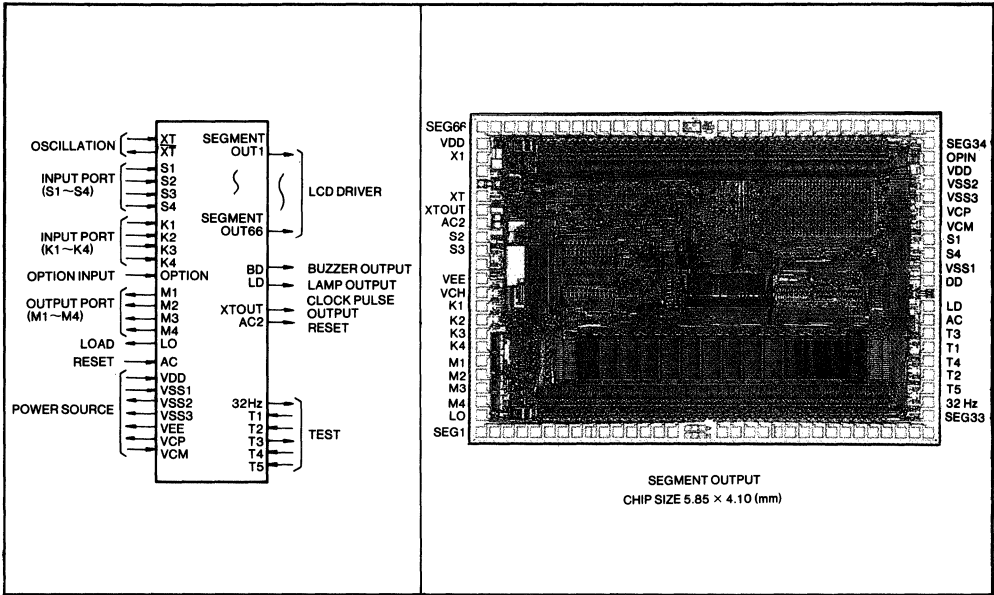 OSCILLATION
XT
XT
INPUT PORT
(S1~S4)
S1
S2
S3
S4
INPUT PORT
(K1~K4)
K1
K2
K3
K4
OPTION INPUT
OPTION
OUTPUT PORT
(M1~M4)
M1
M2
M3
M4
LOAD
LO
RESET
AC
POWER SOURCE
VDD
VSS1
VSS2
VSS3
VEE
VCP
VCM
SEGMENT
OUT1
SEGMENT
OUT66
LCD DRIVER
BD
BUZZER OUTPUT
LD
LAMP OUTPUT
XTOUT
CLOCK PULSE
OUTPUT
AC2
RESET
32Hz
T1
T2
T3
T4
T5
TEST
SEG66
VDD
X1
XT
XTOUT
AC2
S2
S3
VEE
VCH
K1
K2
K3
K4
M1
M2
M3
M4
LO
SEG1
SEG34
OPIN
VDD
VSS2
VSS3
VCP
VCM
S1
S4
VSS1
DD
LD
AC
T3
T1
T4
T2
T5
32 Hz
SEG33
SEGMENT OUTPUT
CHIP SIZE 5.85 × 4.10 (mm)